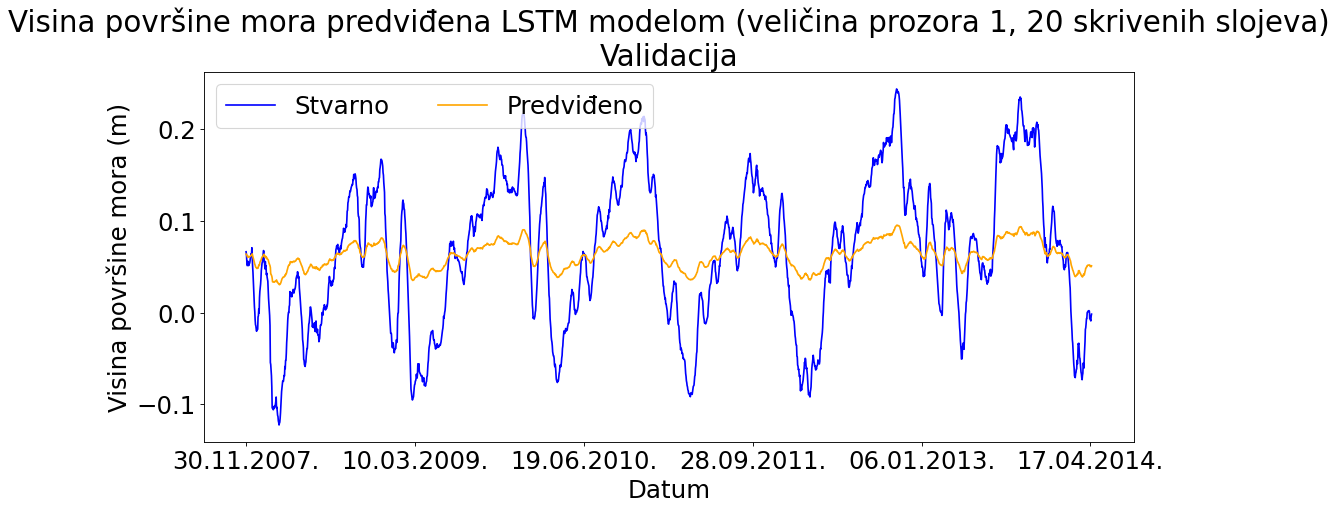 Visina površine mora predviđena LSTM modelom (veličina prozora 1, 20 skrivenih slojeva)
Validacija
Stvarno Predviđeno
Visina površine mora (m)
0.2
0.1
0.0
−0.1
30.11.2007. 10.03.2009. 19.06.2010. 28.09.2011. 06.01.2013. 17.04.2014.
Datum